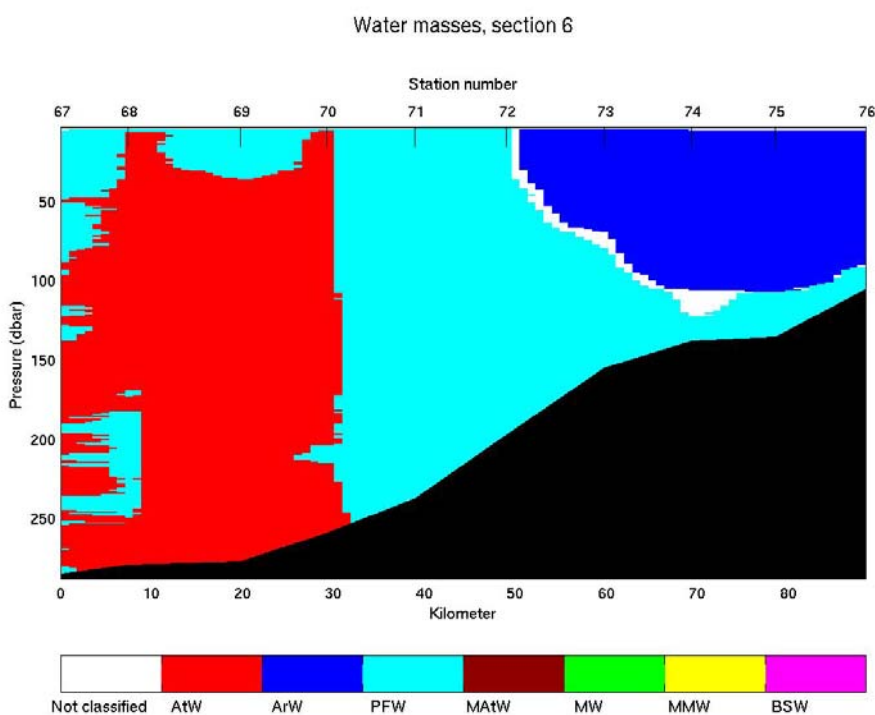 Water masses, section 6
Station number
67 68 69 70 71 72 73 74 75 76
50
100
150
200
250
Pressure (dbar)
0 10 20 30 40 50 60 70 80
Kilometer
Not classified AtW ArW PFW MAtW MW MMW BSW